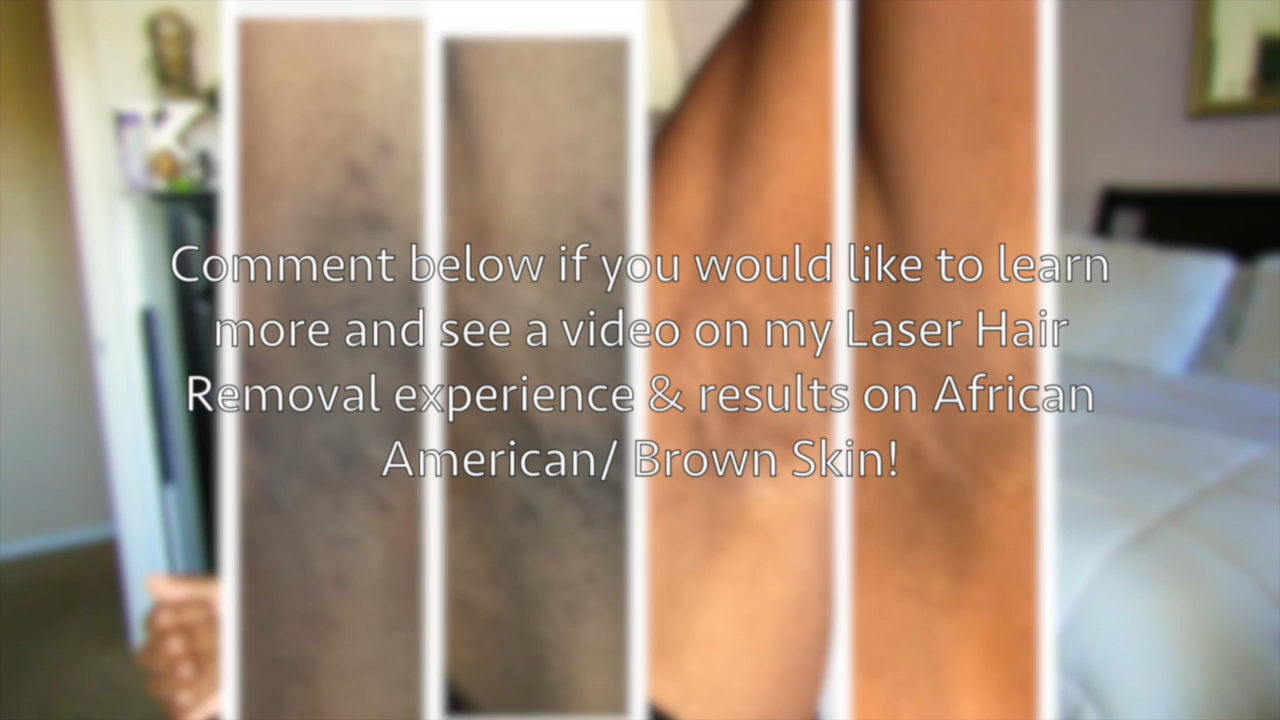 Comment below if you would like to learn
more and see a video on my Laser Hair
Removal experience & results on African
American/ Brown Skin!